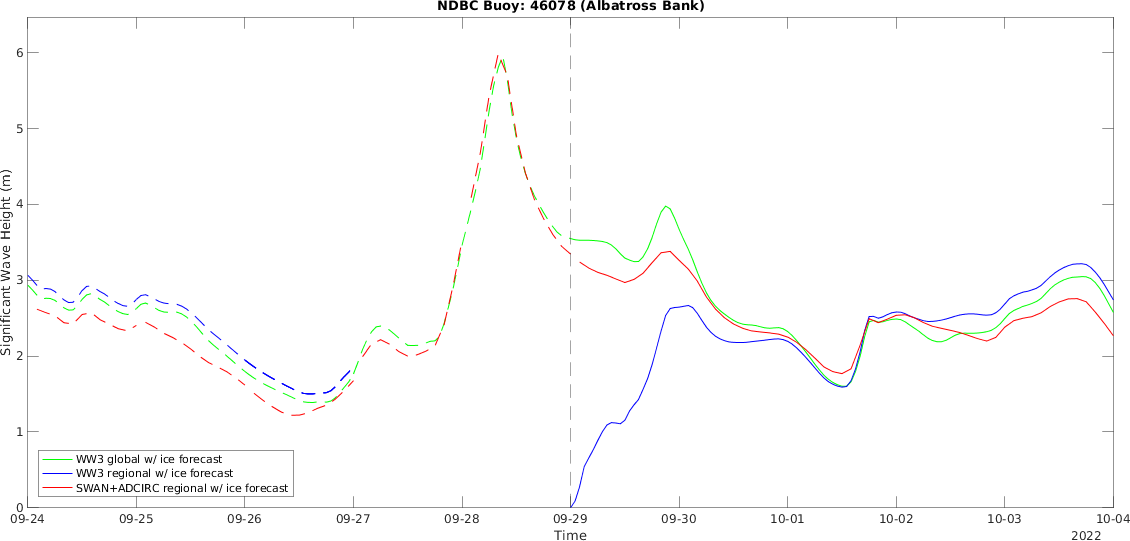 NDBC Buoy: 46078 (Albatross Bank)
Significant Wave Height (m)
6
5
4
3
2
1
0
WW3 global w/ ice forecast
WW3 regional w/ ice forecast
SWAN+ADCIRC regional w/ ice forecast
09-24 09-25 09-26 09-27 09-28 09-29 09-30 10-01 10-02 10-03 10-04
Time
2022